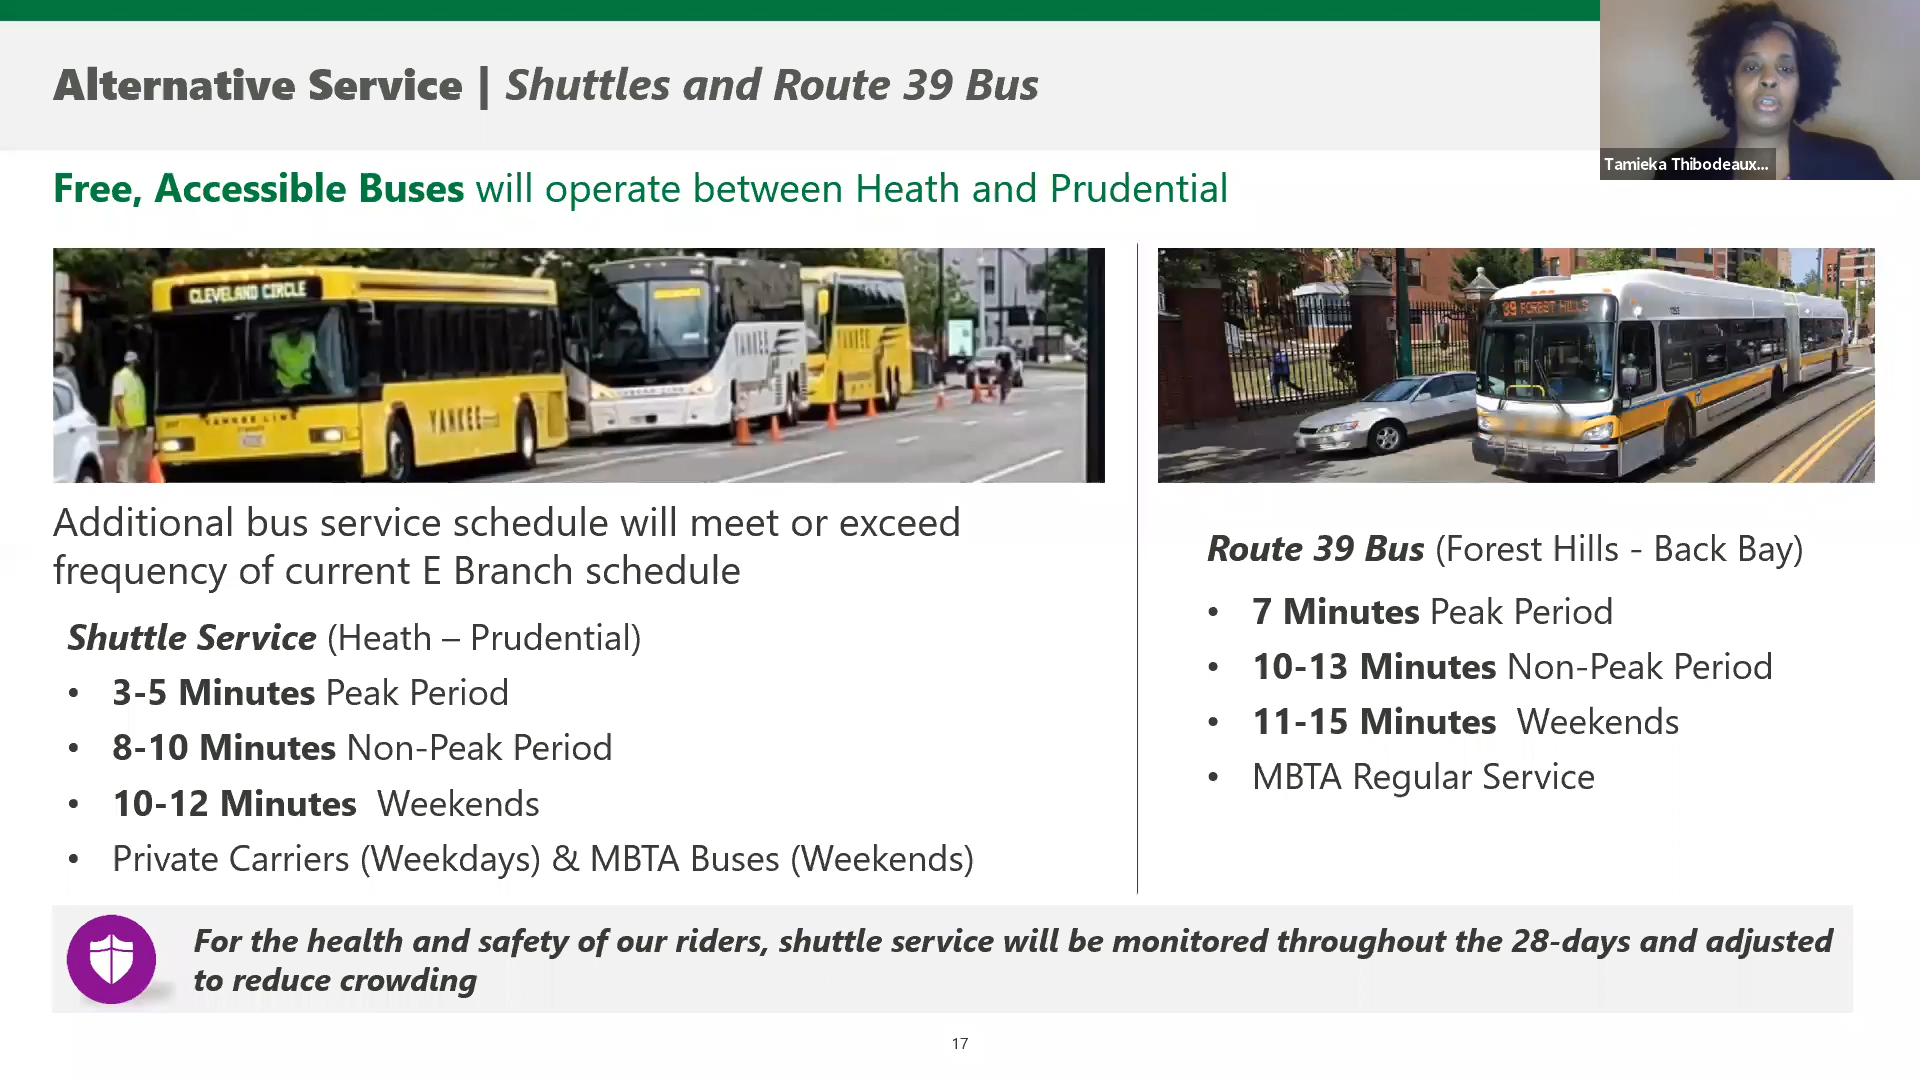 Alternative Service | Shuttles and Route 39 Bus
Tamieka Thibodeaux...
Free, Accessible Buses will operate between Heath and Prudential
CLEVELAND CIRCLE
YANKEE LINE
YANKEE
YANKEE
YANKEE
39 FOREST HILLS
Additional bus service schedule will meet or exceed
frequency of current E Branch schedule
Shuttle Service (Heath – Prudential)
• 3-5 Minutes Peak Period
• 8-10 Minutes Non-Peak Period
• 10-12 Minutes Weekends
• Private Carriers (Weekdays) & MBTA Buses (Weekends)
Route 39 Bus (Forest Hills - Back Bay)
• 7 Minutes Peak Period
• 10-13 Minutes Non-Peak Period
• 11-15 Minutes Weekends
• MBTA Regular Service
For the health and safety of our riders, shuttle service will be monitored throughout the 28-days and adjusted
to reduce crowding
17